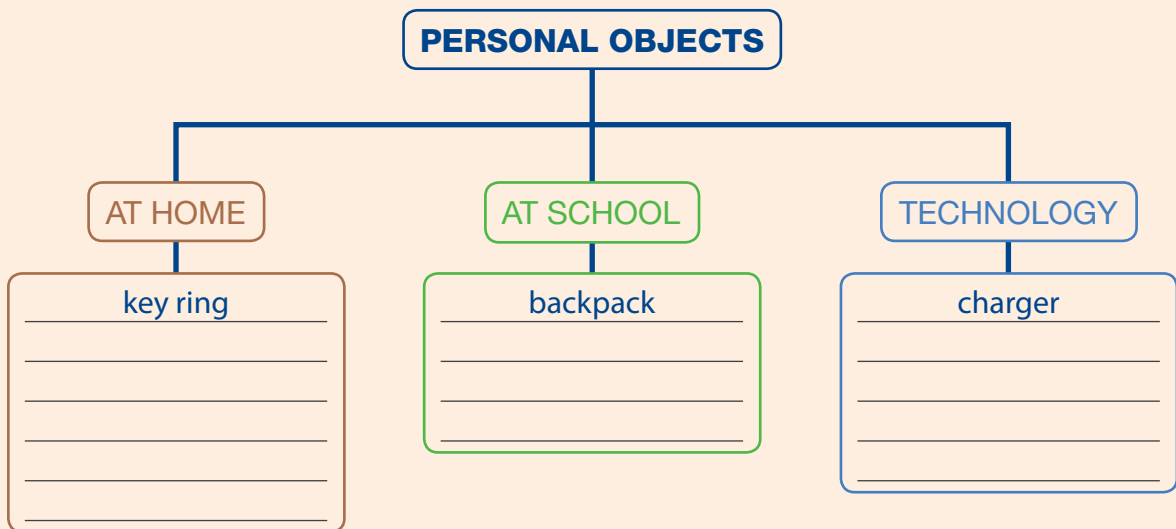 PERSONAL OBJECTS
AT HOME
AT SCHOOL
TECHNOLOGY
key ring
backpack
charger